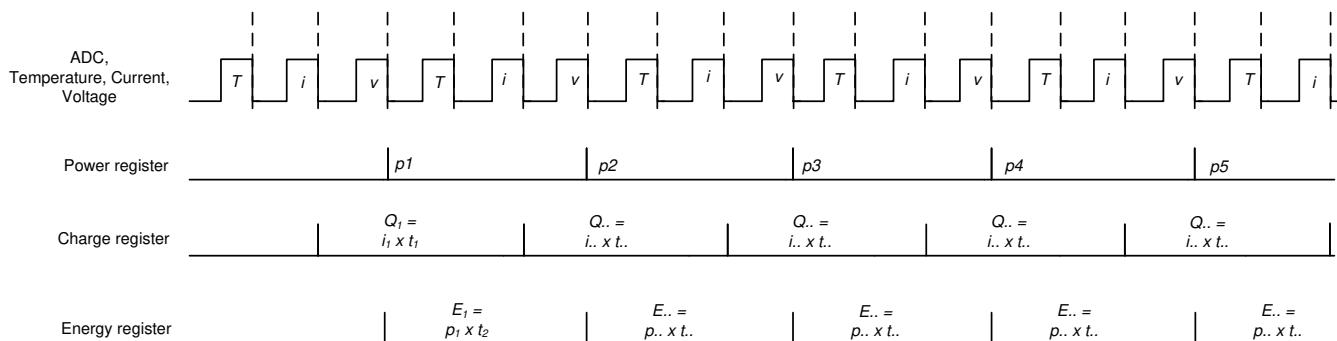 ADC,
Temperature, Current,
Voltage
T i v T i v T i v T i v T i v T i
Power register
p1 p2 p3 p4 p5
Charge register
Q1 = Q.. = Q.. = Q.. = Q.. =
i1 x t1 i.. x t.. i.. x t.. i.. x t.. i.. x t..
Energy register
E1 = E.. = E.. = E.. = E.. =
p1 x t2 p.. x t.. p.. x t.. p.. x t.. p.. x t..